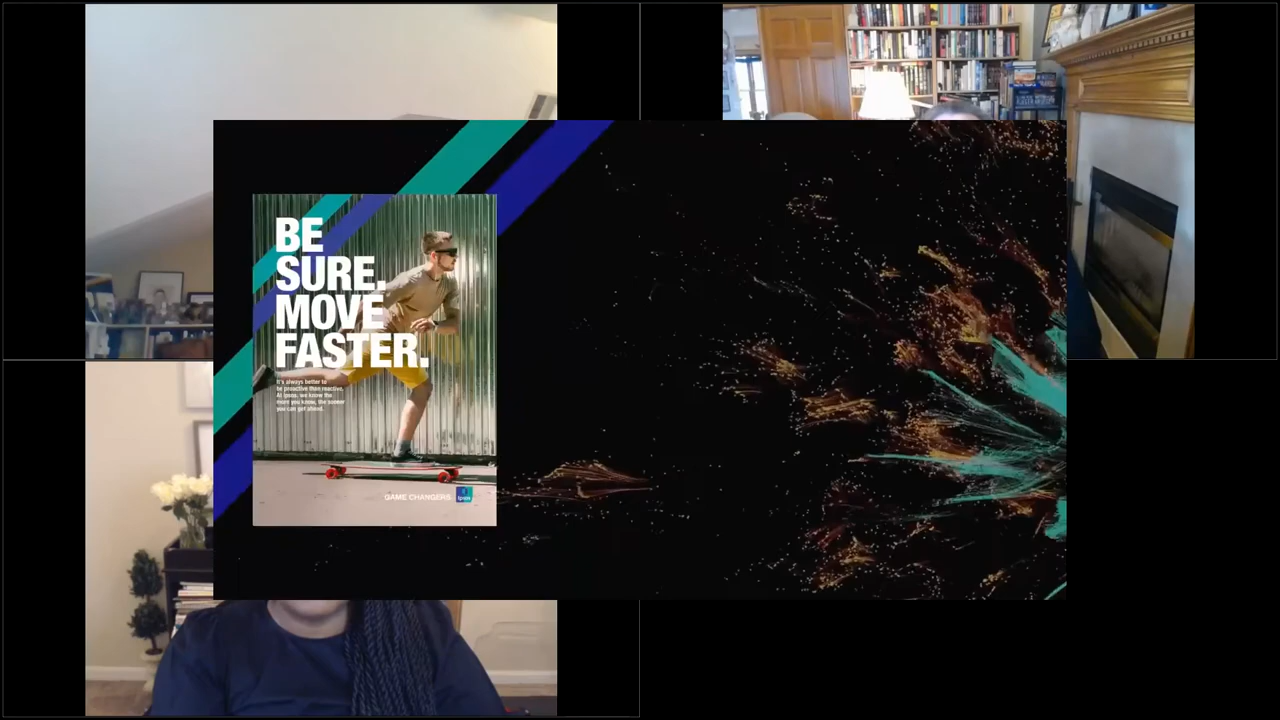 BE
SURE.
MOVE
FASTER.
It's always better to
be proactive than reactive.
At Ipsos, we know the
more you know, the sooner
you can get ahead.
GAME CHANGERS
Ipsos